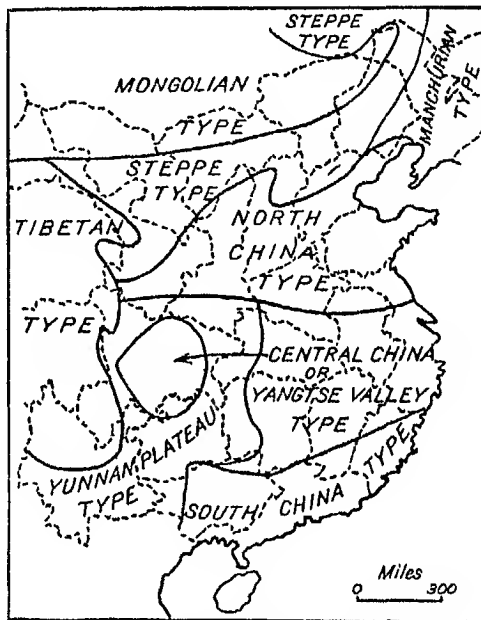 STEPPE
TYPE
MONGOLIAN
TYPE
MANCHURIAN
TYPE
STEPPE
TYPE
TIBETAN
TYPE
NORTH
CHINA
TYPE
CENTRAL CHINA
OR
YANGTSE VALLEY
TYPE
YUNNAN PLATEAU
TYPE
SOUTH CHINA TYPE
Miles
0 300